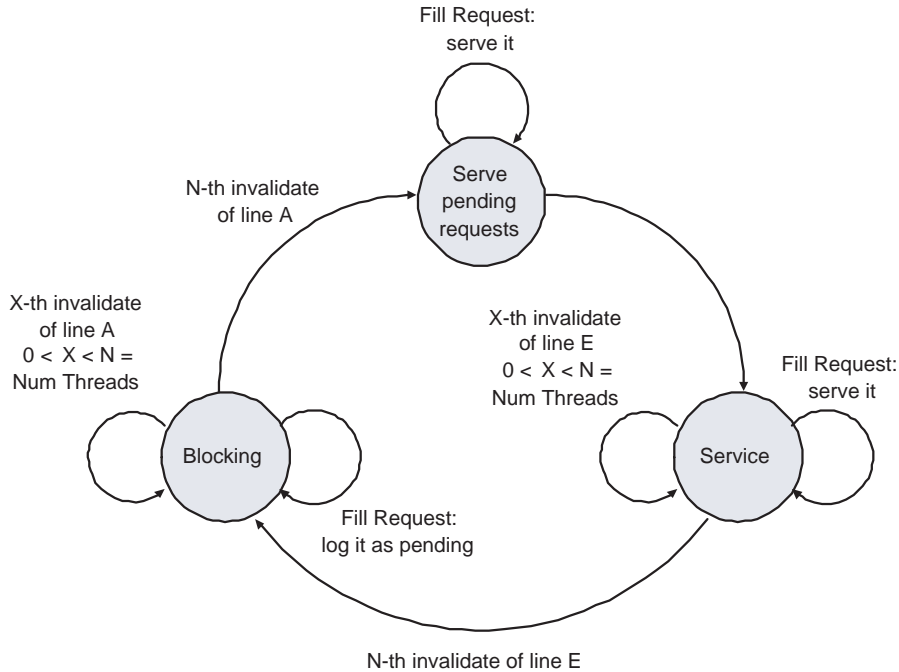 Fill Request:
serve it
Serve
pending
requests
N-th invalidate
of line A
X-th invalidate
of line A
0 < X < N =
Num Threads
X-th invalidate
of line E
0 < X < N =
Num Threads
Fill Request:
serve it
Blocking
Service
Fill Request:
log it as pending
N-th invalidate of line E